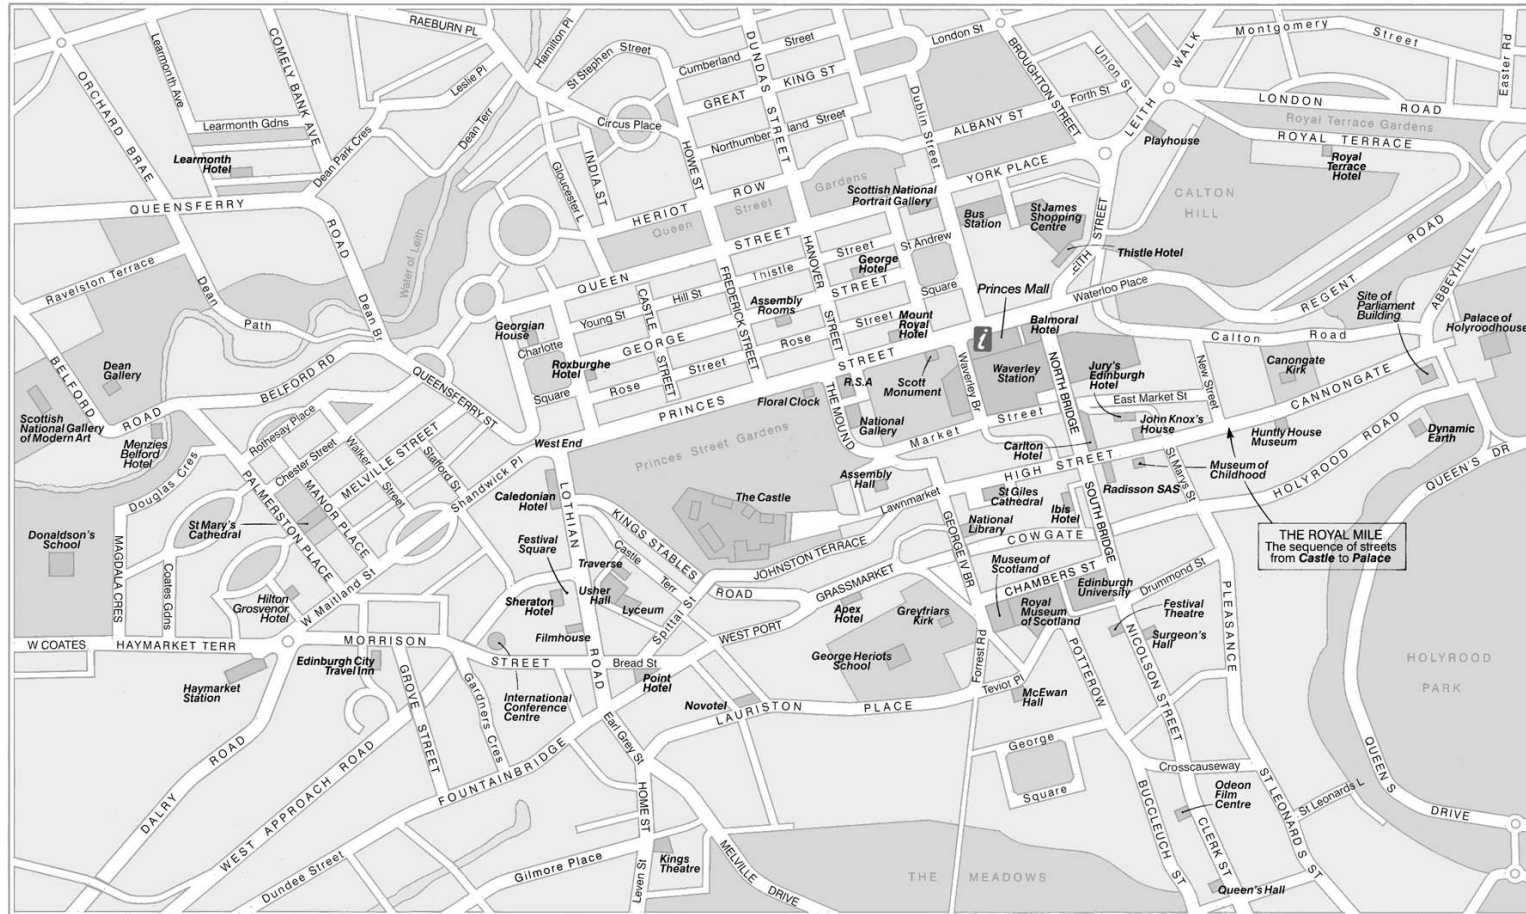 RAEBURN PL
Hamilton Pl
St Stephen Street
Cumberland
Street
DUNDAS STREET
KING ST
GREAT
London St
BROUGHTON STREET
Union St
LEITH
WALK
Montgomery
Street
Easter Rd
ORCHARD BRAE
Learmonth Ave
COMELY BANK AVE
Leslie Pl
Dean Terr
Learmonth Gdns
Dean Park Cres
Circus Place
Northumber
land Street
Dublin Street
ALBANY ST
Forth St
LONDON
ROAD
Royal Terrace Gardens
ROYAL TERRACE
Playhouse
Royal
Terrace
Hotel
Learmonth
Hotel
Gloucester L
INDIA ST
HOWE ST
HERIOT
ROW
Gardens
Street
Queen
Scottish National
Portrait Gallery
YORK PLACE
Bus
Station
St James
Shopping
Centre
STREET
CALTON
HILL
QUEENSFERRY
ROAD
Water of Leith
Ravelston Terrace
Dean
Path
Dean Br
QUEEN
STREET
HANOVER
STREET
Street
Thistle
Hill St
Young St
St Andrew
Square
George
Hotel
Thistle Hotel
LEITH
Waterloo Place
REGENT
ROAD
ABBEYHILL
Princes Mall
Site of
Parliament
Building
Palace of
Holyroodhouse
FREDERICK STREET
CASTLE
STREET
Assembly
Rooms
Mount
Royal
Hotel
Balmoral
Hotel
Calton
Road
Georgian
House
Charlotte
Square
Roxburghe
Hotel
GEORGE
STREET
Rose
Street
Rose
Street
PRINCES
STREET
i
BELFORD
ROAD
BELFORD RD
QUEENSFERRY ST
Dean
Gallery
Scottish
National Gallery
of Modern Art
Menzies
Belford
Hotel
R.S.A
Scott
Monument
Floral Clock
THE MOUND
National
Gallery
Waverley Br
Waverley
Station
NORTH BRIDGE
Jury's
Edinburgh
Hotel
East Market St
New Street
Canongate
Kirk
CANNONGATE
John Knox's
House
Huntly House
Museum
HOLYROOD
ROAD
Dynamic
Earth
QUEEN'S DR
Market
Street
Carlton
Hotel
HIGH STREET
Museum of
Childhood
St Marys St
Radisson SAS
Rothesay Place
Chester Street
Walker
Street
MELVILLE STREET
Stafford St
MANOR PLACE
PALMERSTON PLACE
Douglas Cres
West End
Shandwick Pl
Princes Street Gardens
Assembly
Hall
Caledonian
Hotel
LOTHIAN
ROAD
The Castle
Lawnmarket
St Giles
Cathedral
National
Library
Ibis
Hotel
SOUTH BRIDGE
COWGATE
GEORGE IV BR
THE ROYAL MILE
The sequence of streets
from Castle to Palace
Donaldson's
School
St Mary's
Cathedral
MAGDALA CRES
Coates Gdns
Hilton
Grosvenor
Hotel
W Maitland St
Festival
Square
KINGS STABLES
ROAD
Castle
Terr
Traverse
Usher
Hall
Lyceum
Sheraton
Hotel
Filmhouse
Spittal St
JOHNSTON TERRACE
GRASSMARKET
WEST PORT
Apex
Hotel
Greyfriars
Kirk
Museum of
Scotland
CHAMBERS ST
Royal
Museum
of Scotland
Edinburgh
University
Drummond St
Festival
Theatre
Surgeon's
Hall
PLEASANCE
W COATES
HAYMARKET TERR
MORRISON
STREET
Haymarket
Station
Edinburgh City
Travel Inn
GROVE STREET
Gardners Cres
International
Conference
Centre
Bread St
Point
Hotel
Novotel
George Heriots
School
Forrest Rd
Teviot Pl
POTTEROW
McEwan
Hall
NICOLSON STREET
HOLYROOD
PARK
LAURISTON
PLACE
DALRY
ROAD
WEST APPROACH ROAD
FOUNTAINBRIDGE
Earl Grey St
HOME ST
Dundee Street
Gilmore Place
Leven St
Kings
Theatre
MELVILLE
DRIVE
THE MEADOWS
George
Square
BUCCLEUCH ST
Crosscauseway
Odeon
Film
Centre
CLERK ST
ST LEONARD'S ST
St Leonards L
Queen's Hall
QUEEN'S
DRIVE